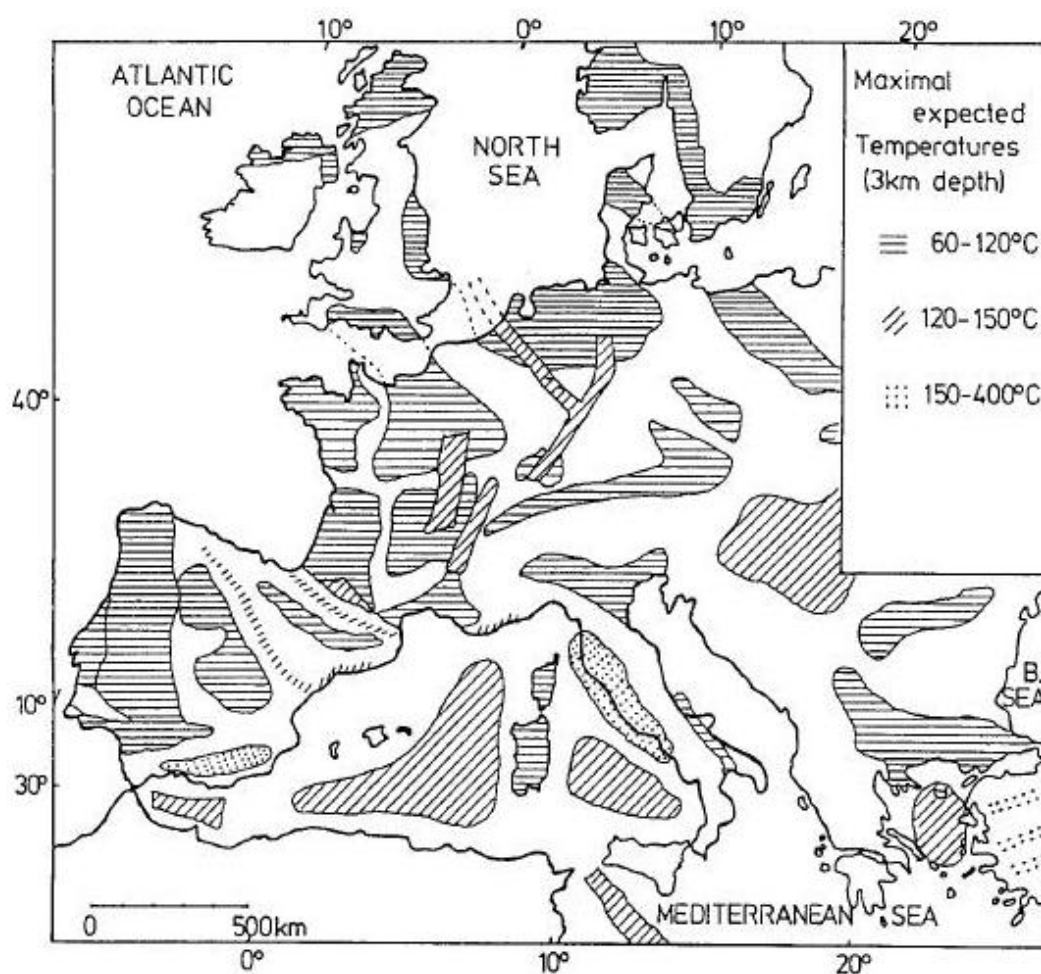 10° 0° 10° 20°
ATLANTIC
OCEAN
NORTH
SEA
Maximal
expected
Temperatures
(3km depth)
60-120°C
120-150°C
150-400°C
40°
10°
30°
B.
SEA
0 500km
MEDITERRANEAN SEA
0° 10° 20°